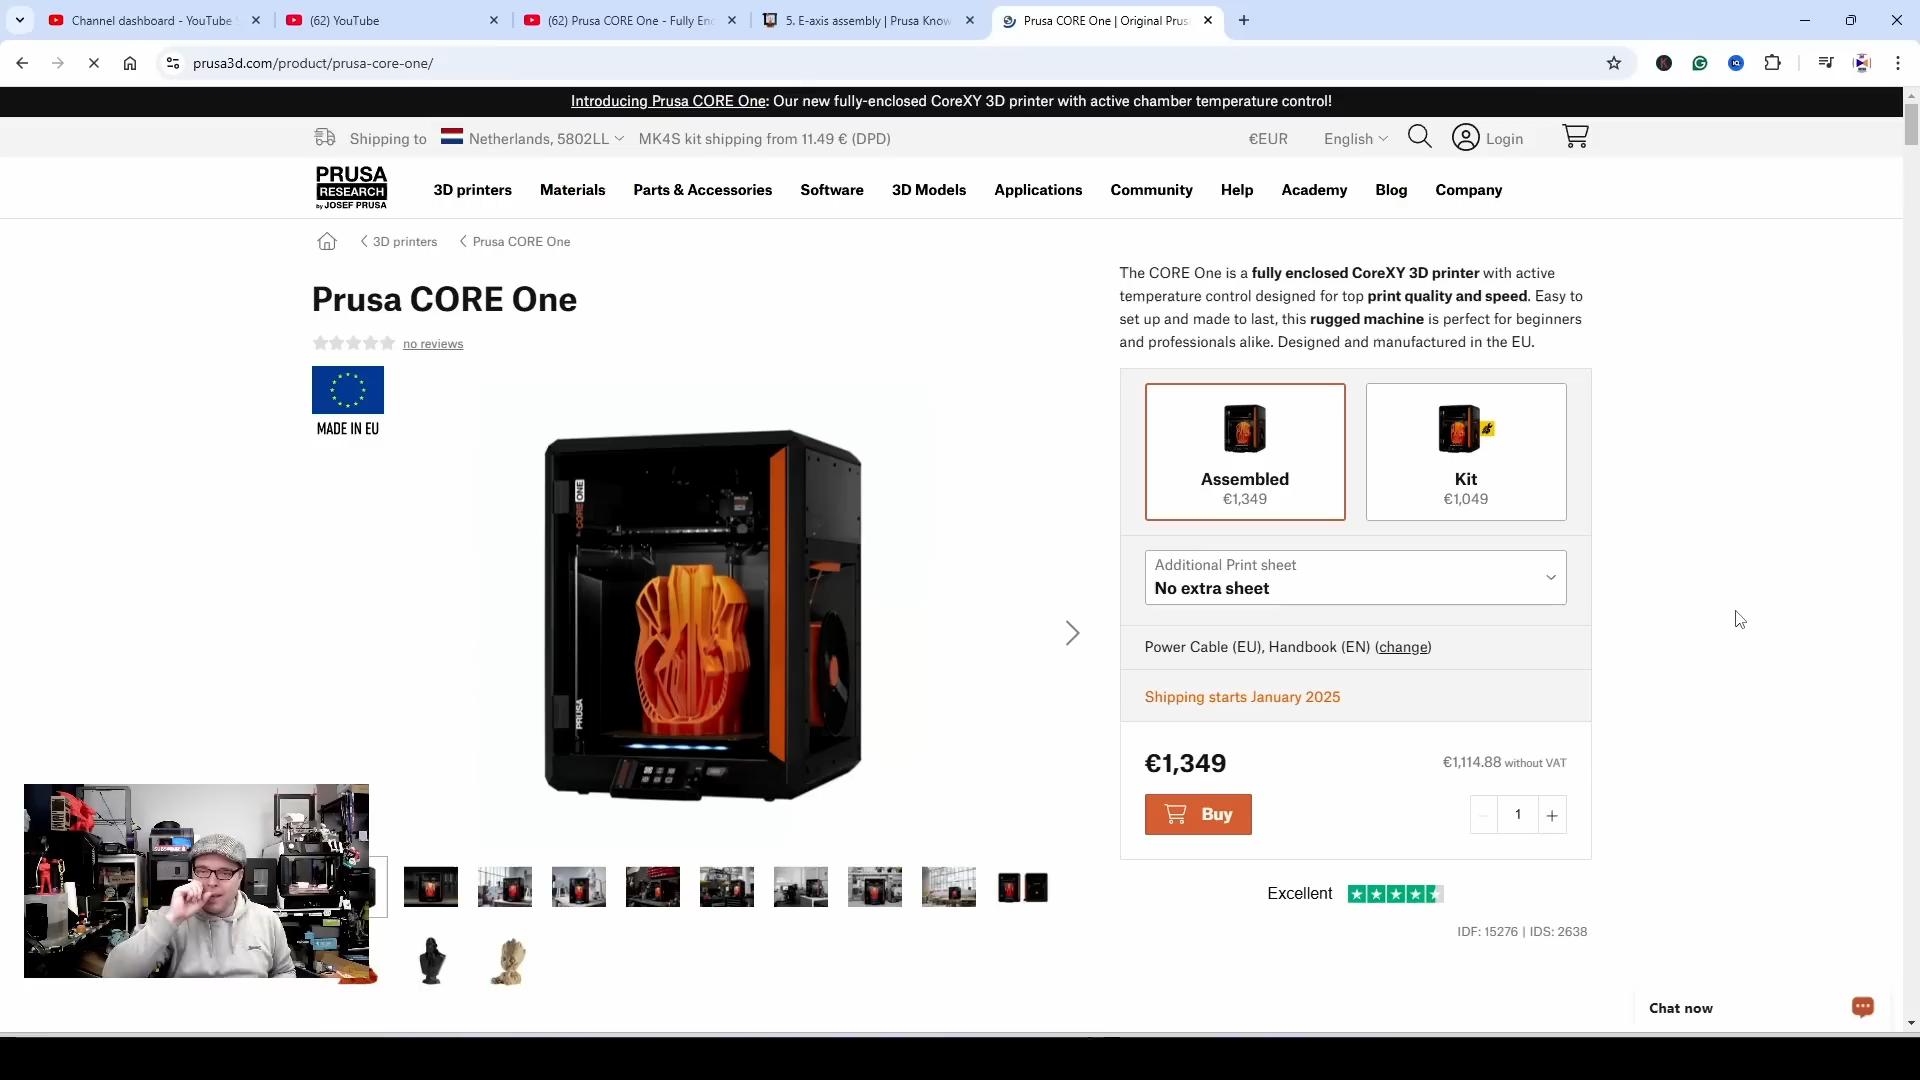 Channel dashboard - YouTube
(62) YouTube
(62) Prusa CORE One - Fully Enc
5. E-axis assembly | Prusa Know
Prusa CORE One | Original Prus
prusa3d.com/product/prusa-core-one/
Introducing Prusa CORE One: Our new fully-enclosed CoreXY 3D printer with active chamber temperature control!
Shipping to Netherlands, 5802LL MK4S kit shipping from 11.49 € (DPD)
€EUR English Login
PRUSA
RESEARCH
by JOSEF PRUSA
3D printers Materials Parts & Accessories Software 3D Models Applications Community Help Academy Blog Company
3D printers Prusa CORE One
Prusa CORE One
no reviews
MADE IN EU
CORE ONE
PRUSA
The CORE One is a fully enclosed CoreXY 3D printer with active
temperature control designed for top print quality and speed. Easy to
set up and made to last, this rugged machine is perfect for beginners
and professionals alike. Designed and manufactured in the EU.
Assembled
€1,349
Kit
€1,049
Additional Print sheet
No extra sheet
Power Cable (EU), Handbook (EN) (change)
Shipping starts January 2025
€1,349
€1,114.88 without VAT
Buy
1
Excellent
IDF: 15276 | IDS: 2638
SUBSCRIBE
Chat now